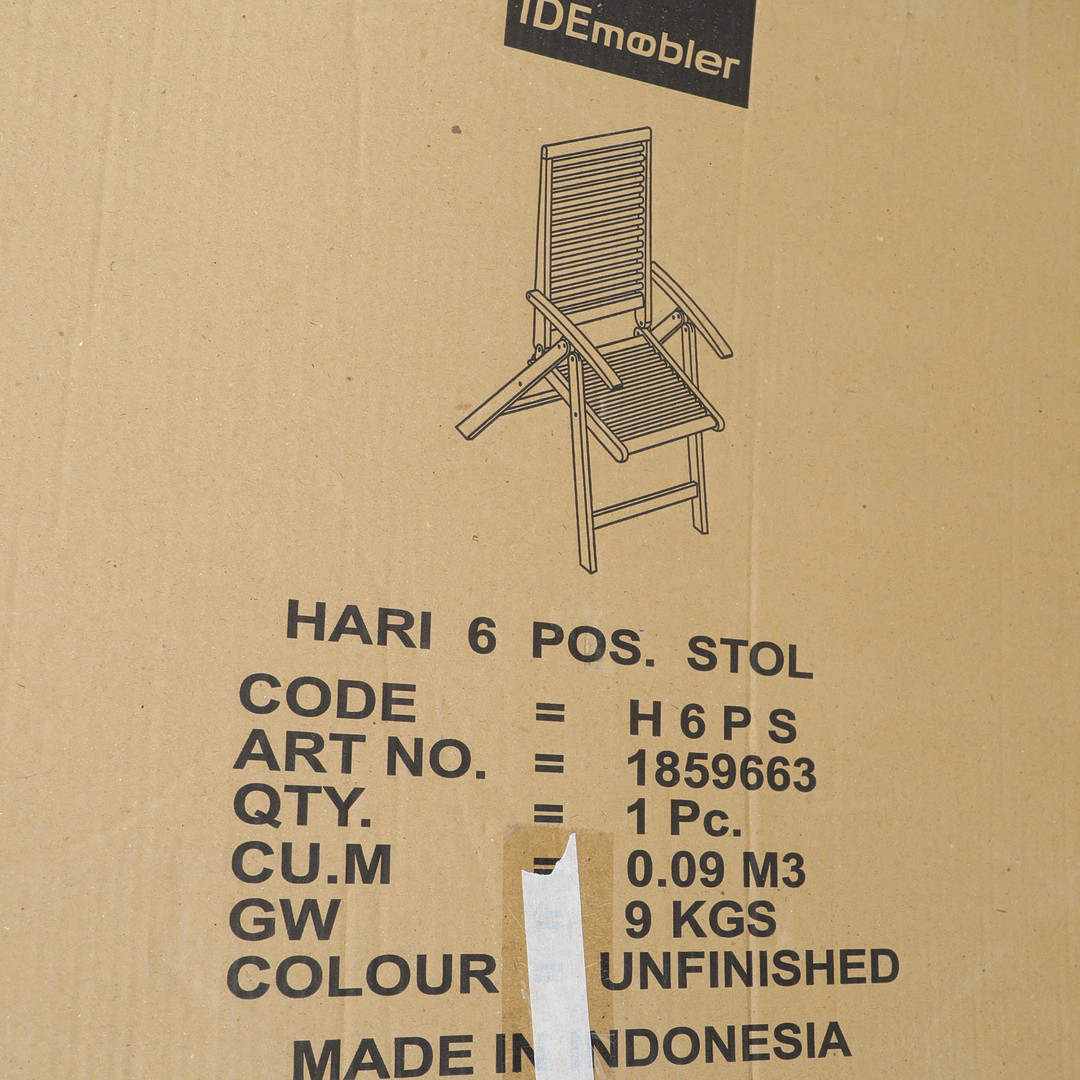 IDEmøbler
HARI 6 POS. STOL
CODE = H 6 P S
ART NO. = 1859663
QTY. = 1 Pc.
CU.M = 0.09 M3
GW 9 KGS
COLOUR UNFINISHED
MADE IN INDONESIA